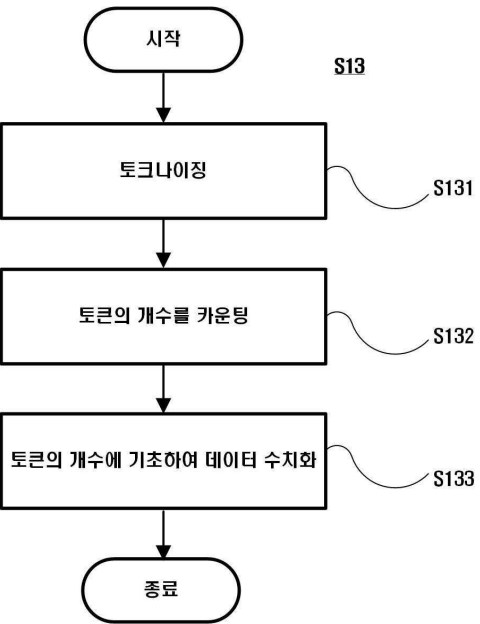 시작
S13
토크나이징
S131
토큰의 개수를 카운팅
S132
토큰의 개수에 기초하여 데이터 수치화
S133
종료